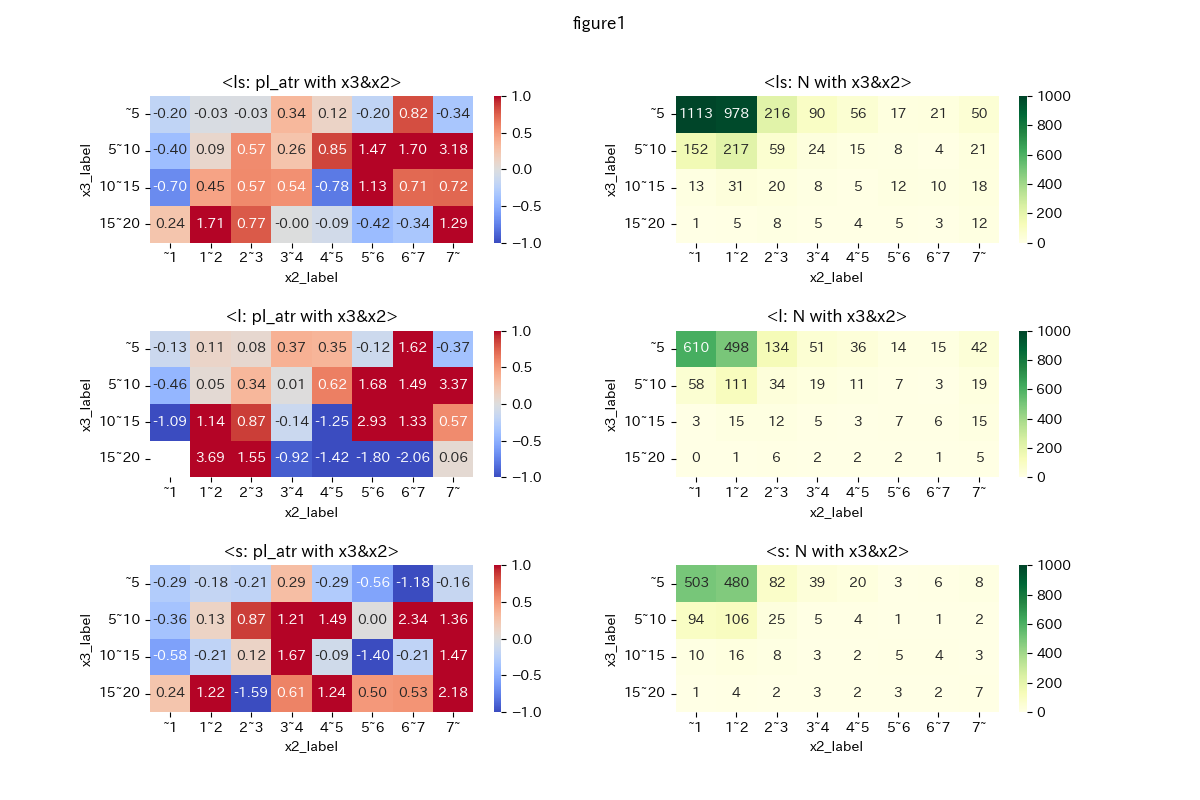 figure1
<ls: pl_atr with x3&x2>
x3_label
~5 -0.20 -0.03 -0.03 0.34 0.12 -0.20 0.82 -0.34
5~10 -0.40 0.09 0.57 0.26 0.85 1.47 1.70 3.18
10~15 -0.70 0.45 0.57 0.54 -0.78 1.13 0.71 0.72
15~20 0.24 1.71 0.77 -0.00 -0.09 -0.42 -0.34 1.29
~1 1~2 2~3 3~4 4~5 5~6 6~7 7~
x2_label
1.0
0.5
0.0
−0.5
−1.0
<ls: N with x3&x2>
x3_label
~5 1113 978 216 90 56 17 21 50
5~10 152 217 59 24 15 8 4 21
10~15 13 31 20 8 5 12 10 18
15~20 1 5 8 5 4 5 3 12
~1 1~2 2~3 3~4 4~5 5~6 6~7 7~
x2_label
1000
800
600
400
200
0
<l: pl_atr with x3&x2>
x3_label
~5 -0.13 0.11 0.08 0.37 0.35 -0.12 1.62 -0.37
5~10 -0.46 0.05 0.34 0.01 0.62 1.68 1.49 3.37
10~15 -1.09 1.14 0.87 -0.14 -1.25 2.93 1.33 0.57
15~20 3.69 1.55 -0.92 -1.42 -1.80 -2.06 0.06
~1 1~2 2~3 3~4 4~5 5~6 6~7 7~
x2_label
1.0
0.5
0.0
−0.5
−1.0
<l: N with x3&x2>
x3_label
~5 610 498 134 51 36 14 15 42
5~10 58 111 34 19 11 7 3 19
10~15 3 15 12 5 3 7 6 15
15~20 0 1 6 2 2 2 1 5
~1 1~2 2~3 3~4 4~5 5~6 6~7 7~
x2_label
1000
800
600
400
200
0
<s: pl_atr with x3&x2>
x3_label
~5 -0.29 -0.18 -0.21 0.29 -0.29 -0.56 -1.18 -0.16
5~10 -0.36 0.13 0.87 1.21 1.49 0.00 2.34 1.36
10~15 -0.58 -0.21 0.12 1.67 -0.09 -1.40 -0.21 1.47
15~20 0.24 1.22 -1.59 0.61 1.24 0.50 0.53 2.18
~1 1~2 2~3 3~4 4~5 5~6 6~7 7~
x2_label
1.0
0.5
0.0
−0.5
−1.0
<s: N with x3&x2>
x3_label
~5 503 480 82 39 20 3 6 8
5~10 94 106 25 5 4 1 1 2
10~15 10 16 8 3 2 5 4 3
15~20 1 4 2 3 2 3 2 7
~1 1~2 2~3 3~4 4~5 5~6 6~7 7~
x2_label
1000
800
600
400
200
0